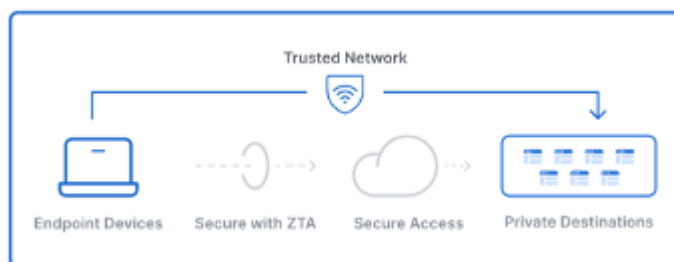 Trusted Network
Endpoint Devices
Secure with ZTA
Secure Access
Private Destinations